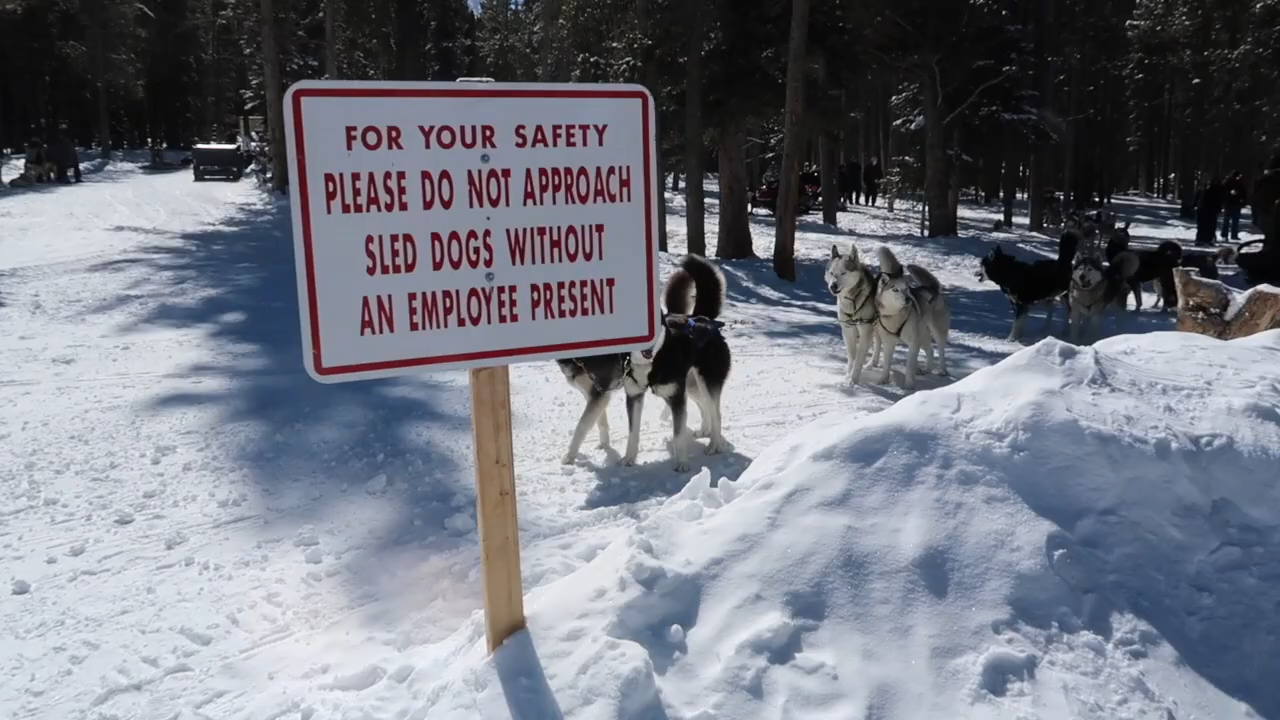 FOR YOUR SAFETY
PLEASE DO NOT APPROACH
SLED DOGS WITHOUT
AN EMPLOYEE PRESENT